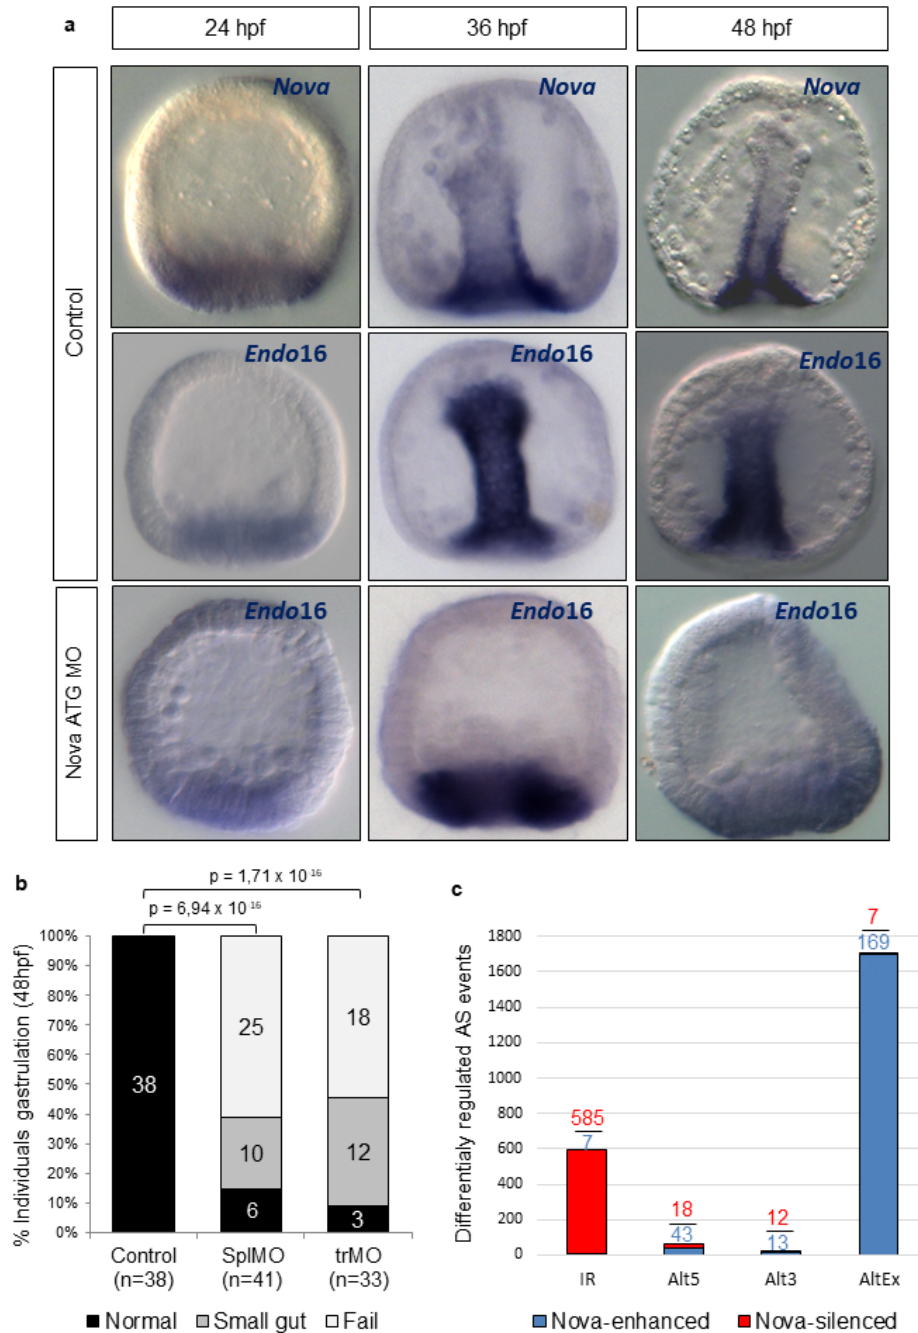 a
24 hpf
36 hpf
48 hpf
Control
Nova
Nova
Nova
Endo16
Endo16
Endo16
Nova ATG MO
Endo16
Endo16
Endo16
b
p = 1,71 x 10-16
p = 6,94 x 10-16
% Individuals gastrulation (48hpf)
100%
90%
80%
70%
60%
50%
40%
30%
20%
10%
0%
38
25
10
6
18
12
3
Control (n=38)
SplMO (n=41)
trMO (n=33)
Normal
Small gut
Fail
c
Differentialy regulated AS events
1800
1600
1400
1200
1000
800
600
400
200
0
585
7
18
43
12
13
7
169
IR
Alt5
Alt3
AltEx
Nova-enhanced
Nova-silenced